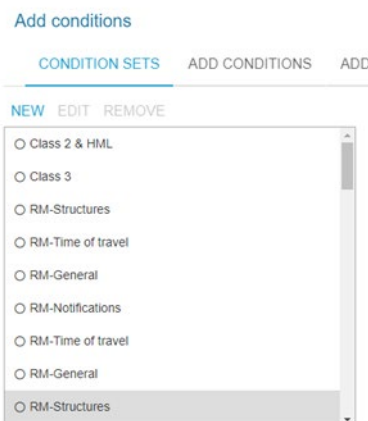 Add conditions
CONDITION SETS ADD CONDITIONS ADD
NEW EDIT REMOVE
Class 2 & HML
Class 3
RM-Structures
RM-Time of travel
RM-General
RM-Notifications
RM-Time of travel
RM-General
RM-Structures